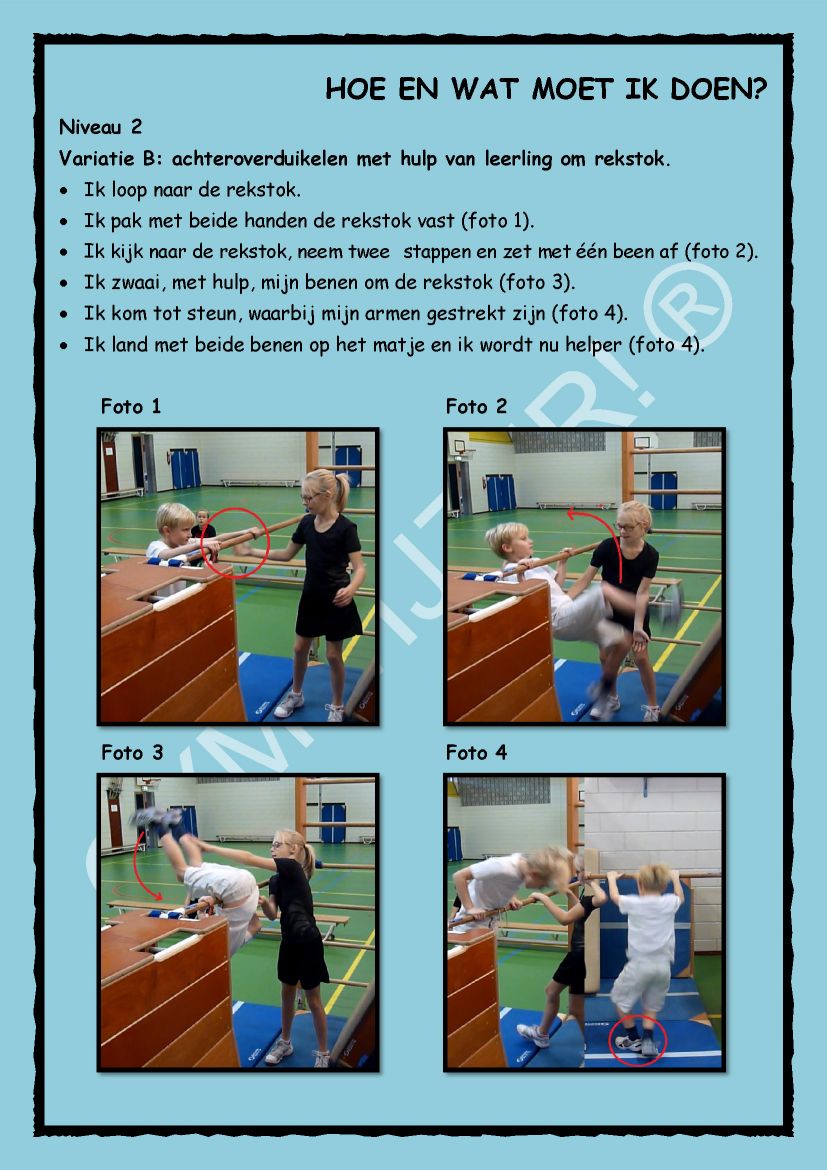 HOE EN WAT MOET IK DOEN?
Niveau 2
Variatie B: achteroverduikelen met hulp van leerling om rekstok.
• Ik loop naar de rekstok.
• Ik pak met beide handen de rekstok vast (foto 1).
• Ik kijk naar de rekstok, neem twee  stappen en zet met één been af (foto 2).
• Ik zwaai, met hulp, mijn benen om de rekstok (foto 3).
• Ik kom tot steun, waarbij mijn armen gestrekt zijn (foto 4).
• Ik land met beide benen op het matje en ik wordt nu helper (foto 4).
Foto 1
Foto 2
Foto 3
Foto 4